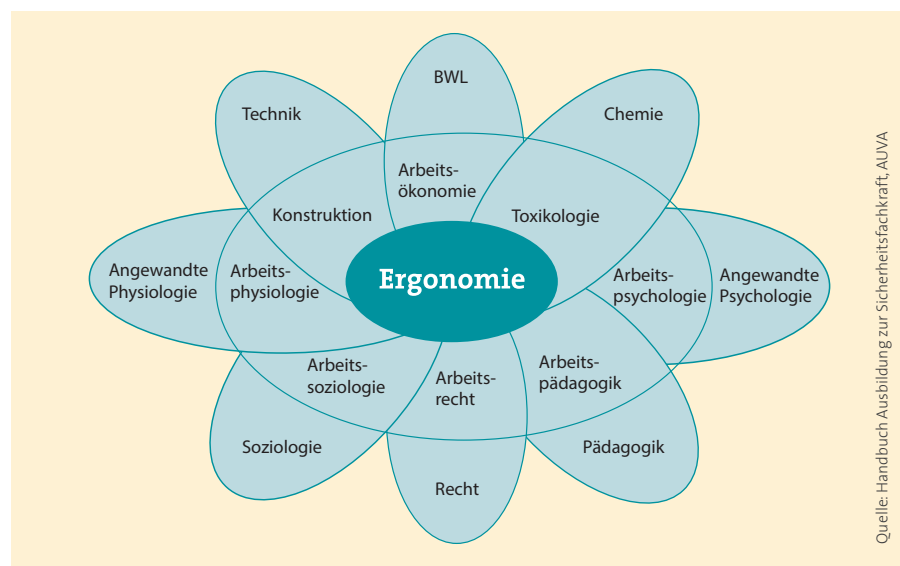 BWL
Technik
Chemie
Arbeits-
ökonomie
Konstruktion
Toxikologie
Angewandte
Physiologie
Arbeits-
physiologie
Ergonomie
Arbeits-
psychologie
Angewandte
Psychologie
Arbeits-
soziologie
Arbeits-
recht
Arbeits-
pädagogik
Soziologie
Recht
Pädagogik
Quelle: Handbuch Ausbildung zur Sicherheitsfachkraft, AUVA